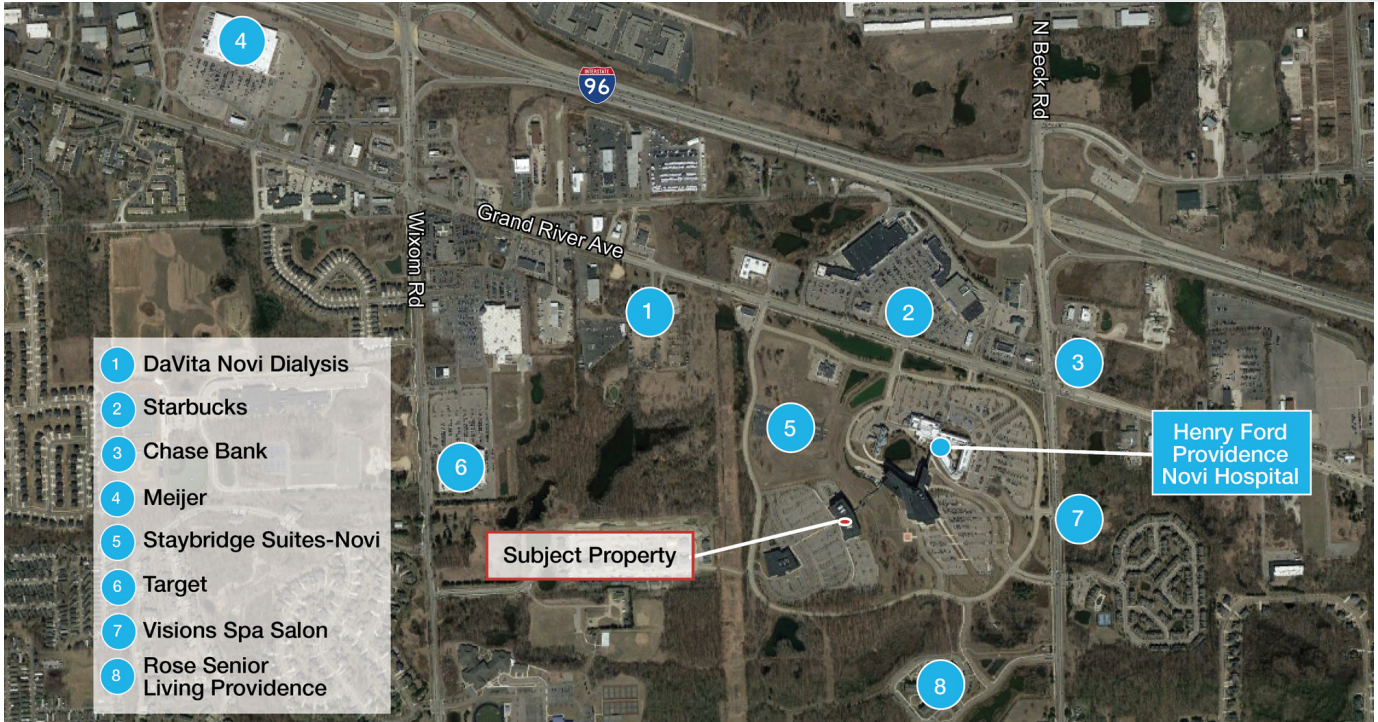 4
INTERSTATE
96
N Beck Rd
Grand River Ave
Wixom Rd
1
2
3
5
6
7
8
Henry Ford
Providence
Novi Hospital
Subject Property
1 DaVita Novi Dialysis
2 Starbucks
3 Chase Bank
4 Meijer
5 Staybridge Suites-Novi
6 Target
7 Visions Spa Salon
8 Rose Senior
Living Providence